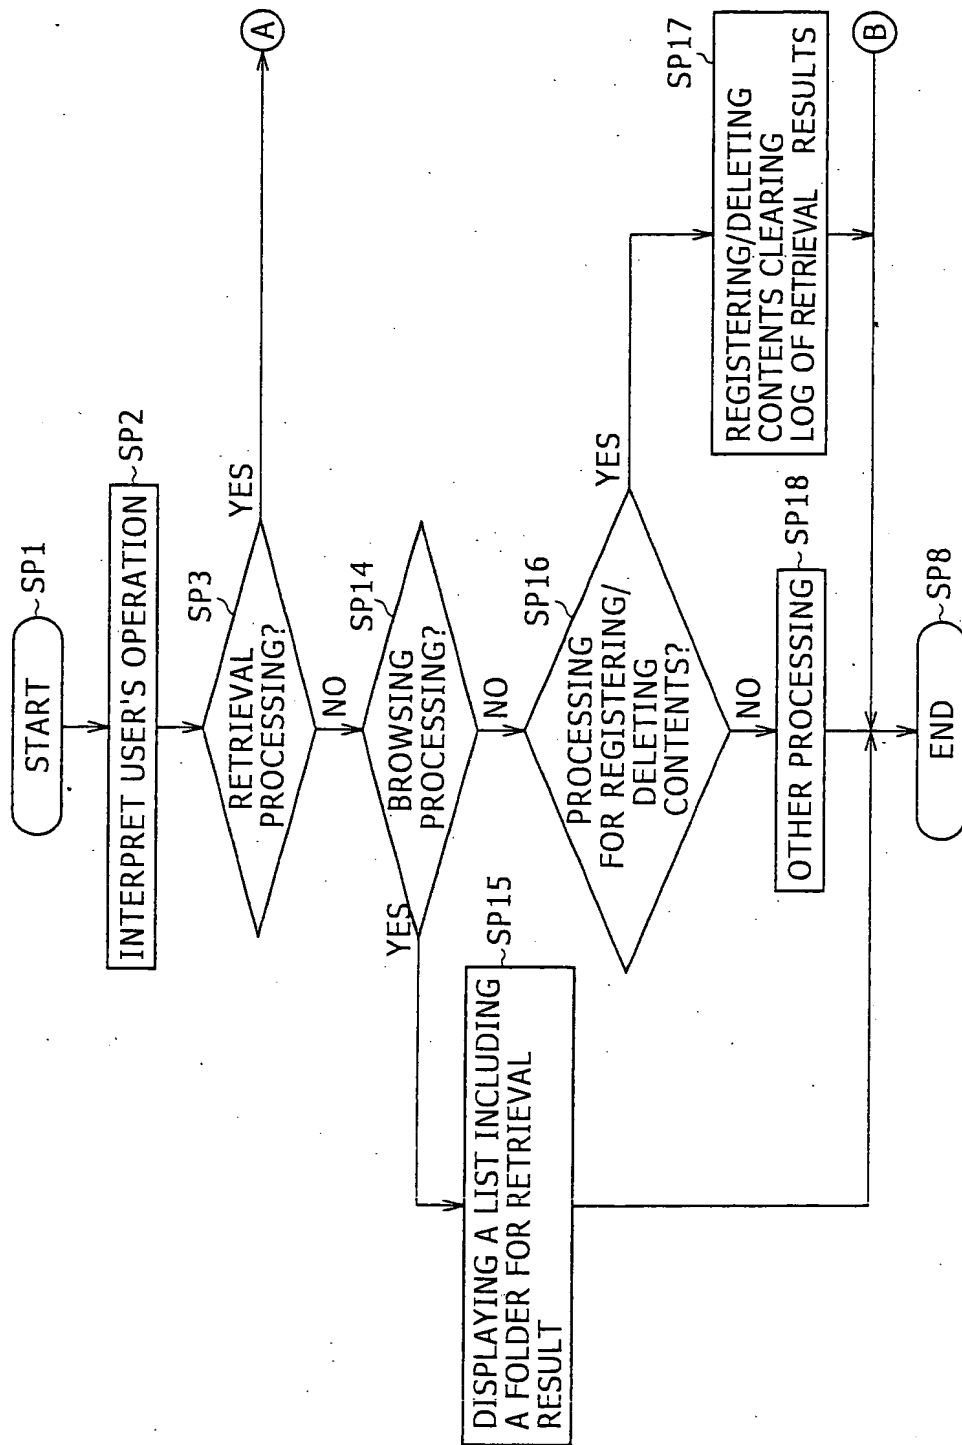 START
SP1
INTERPRET USER'S OPERATION
SP2
RETRIEVAL
PROCESSING?
SP3
YES
A
NO
BROWSING
PROCESSING?
SP14
YES
NO
DISPLAYING A LIST INCLUDING
A FOLDER FOR RETRIEVAL
RESULT
SP15
PROCESSING
FOR REGISTERING/
DELETING
CONTENTS?
SP16
YES
NO
REGISTERING/DELETING
CONTENTS CLEARING
LOG OF RETRIEVAL RESULTS
SP17
OTHER PROCESSING
SP18
B
END
SP8